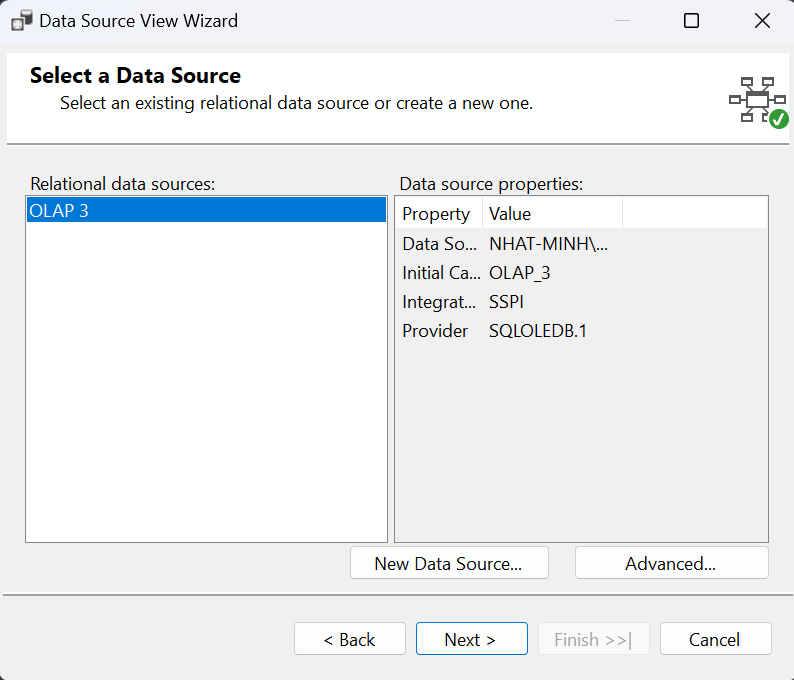 Data Source View Wizard
Select a Data Source
Select an existing relational data source or create a new one.
Relational data sources:
OLAP 3
Data source properties:
Property Value
Data So... NHAT-MINH\...
Initial Ca... OLAP_3
Integrat... SSPI
Provider SQLOLEDB.1
New Data Source... Advanced...
< Back Next > Finish >>| Cancel